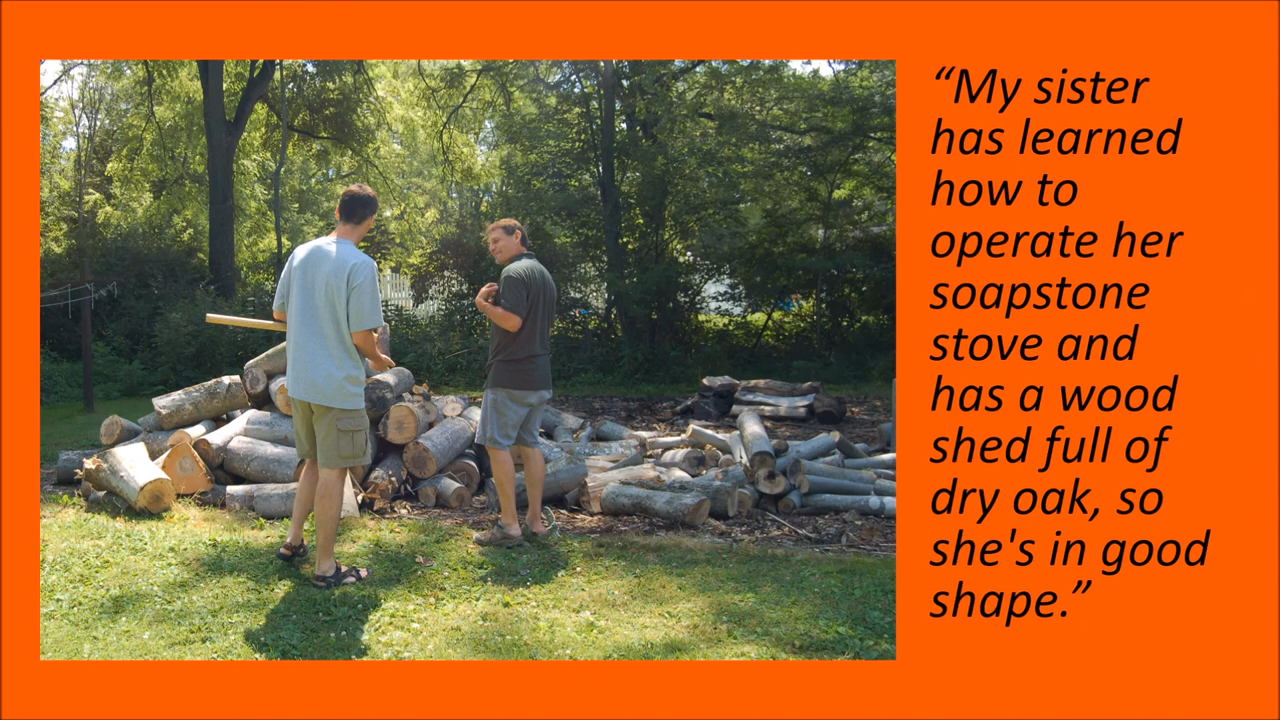 “My sister
has learned
how to
operate her
soapstone
stove and
has a wood
shed full of
dry oak, so
she's in good
shape.”